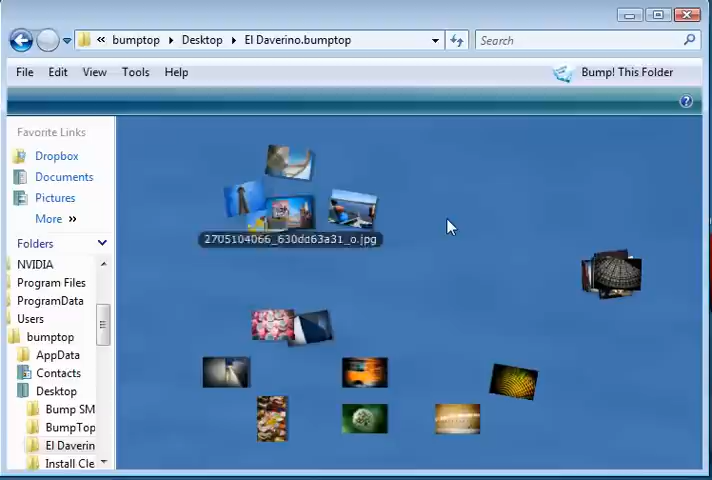 « bumptop Desktop El Daverino.bumptop Search
File Edit View Tools Help Bump! This Folder
Favorite Links
Dropbox
Documents
Pictures
More »
Folders
NVIDIA
Program Files
ProgramData
Users
bumptop
AppData
Contacts
Desktop
Bump SM
BumpTop
El Daverin
Install Cle
2705104066_630dd63a31_o.jpg